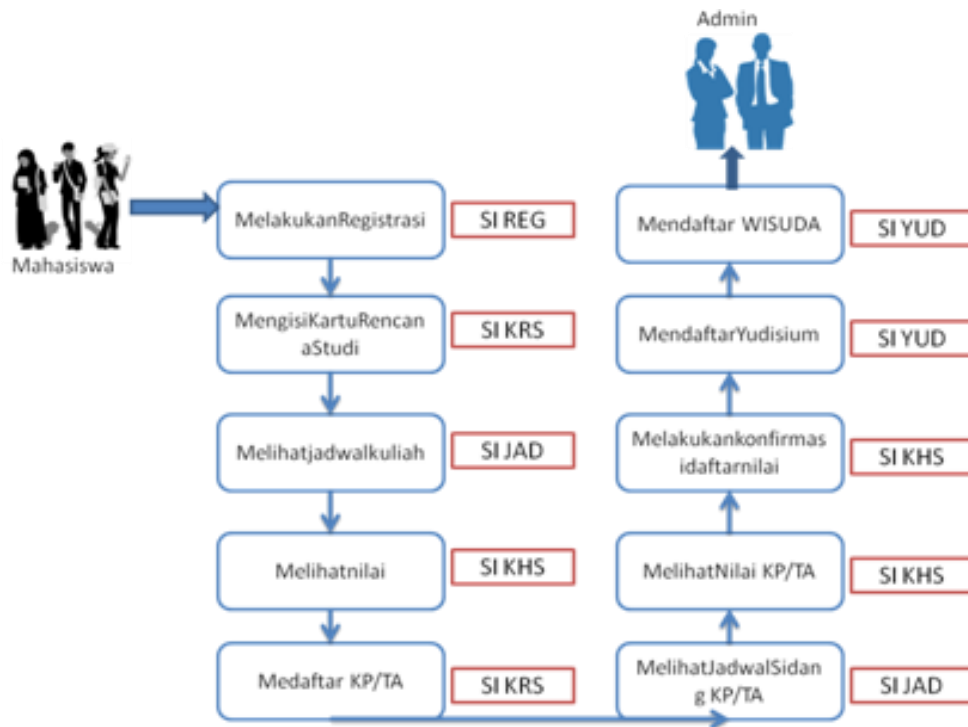 Admin
Mahasiswa
MelakukanRegistrasi
SI REG
MengisiKartuRencan
aStudi
SI KRS
Melihatjadwalkuliah
SI JAD
Melihatnilai
SI KHS
Medaftar KP/TA
SI KRS
MelihatJadwalSidan
g KP/TA
SI JAD
MelihatNilai KP/TA
SI KHS
Melakukankonfirmas
idaftarnilai
SI KHS
MendaftarYudisium
SI YUD
Mendaftar WISUDA
SI YUD